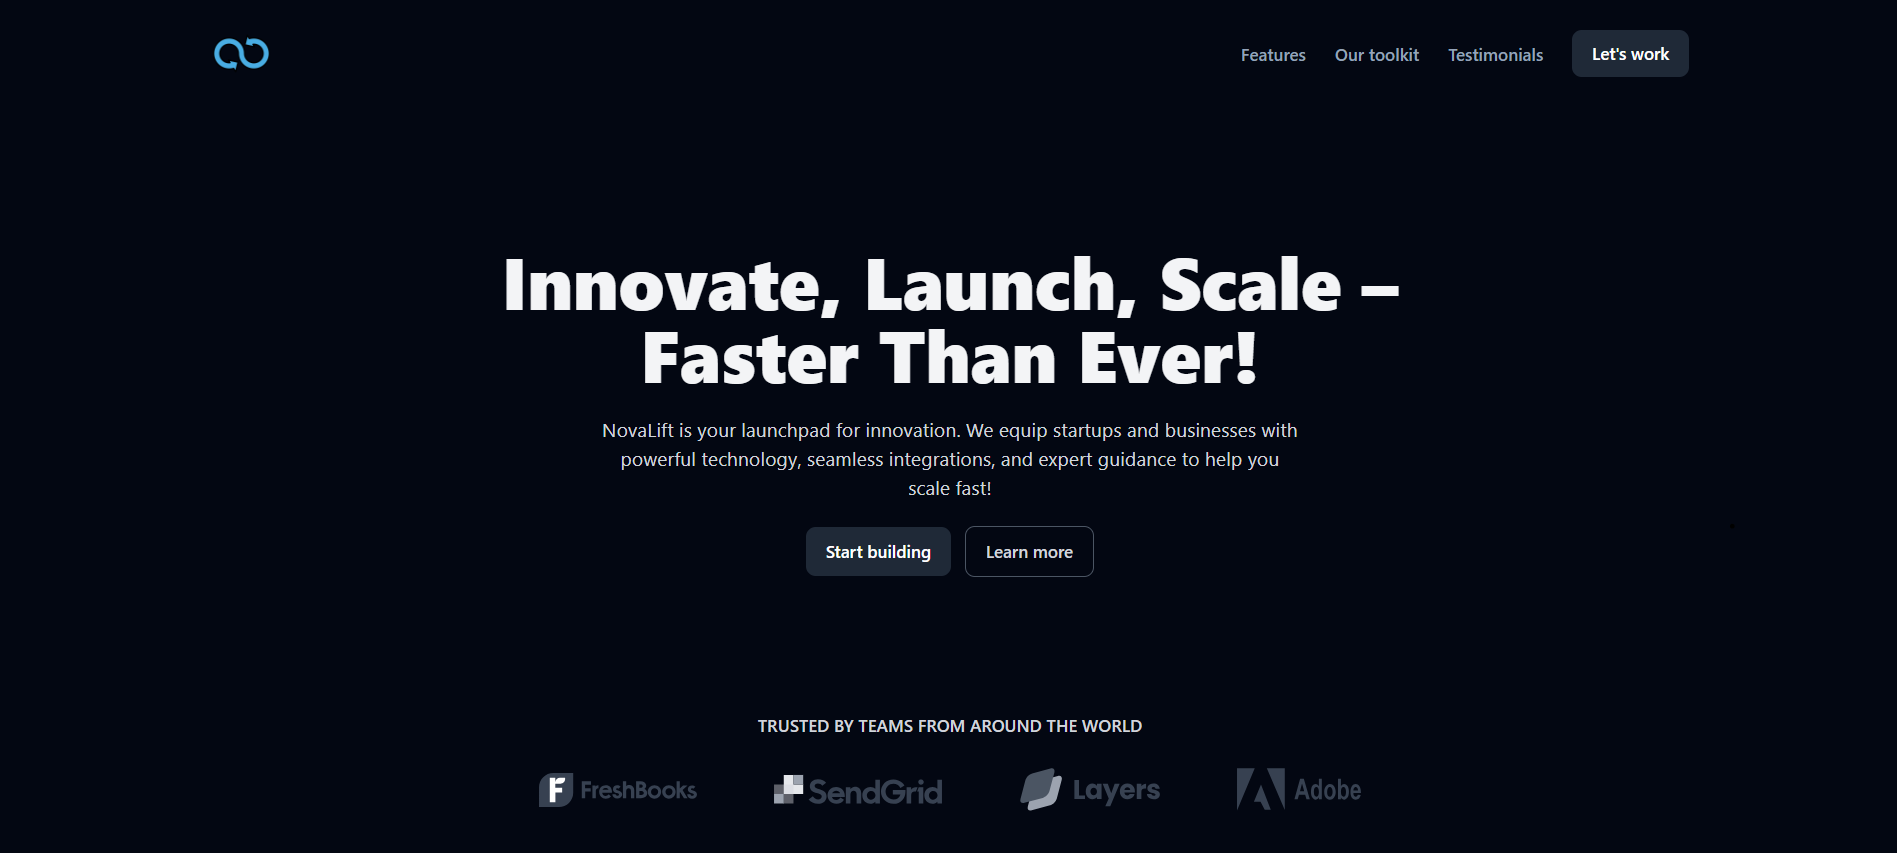 Features
Our toolkit
Testimonials
Let's work
Innovate, Launch, Scale –
Faster Than Ever!
NovaLift is your launchpad for innovation. We equip startups and businesses with
powerful technology, seamless integrations, and expert guidance to help you
scale fast!
Start building
Learn more
TRUSTED BY TEAMS FROM AROUND THE WORLD
FreshBooks
SendGrid
Layers
Adobe